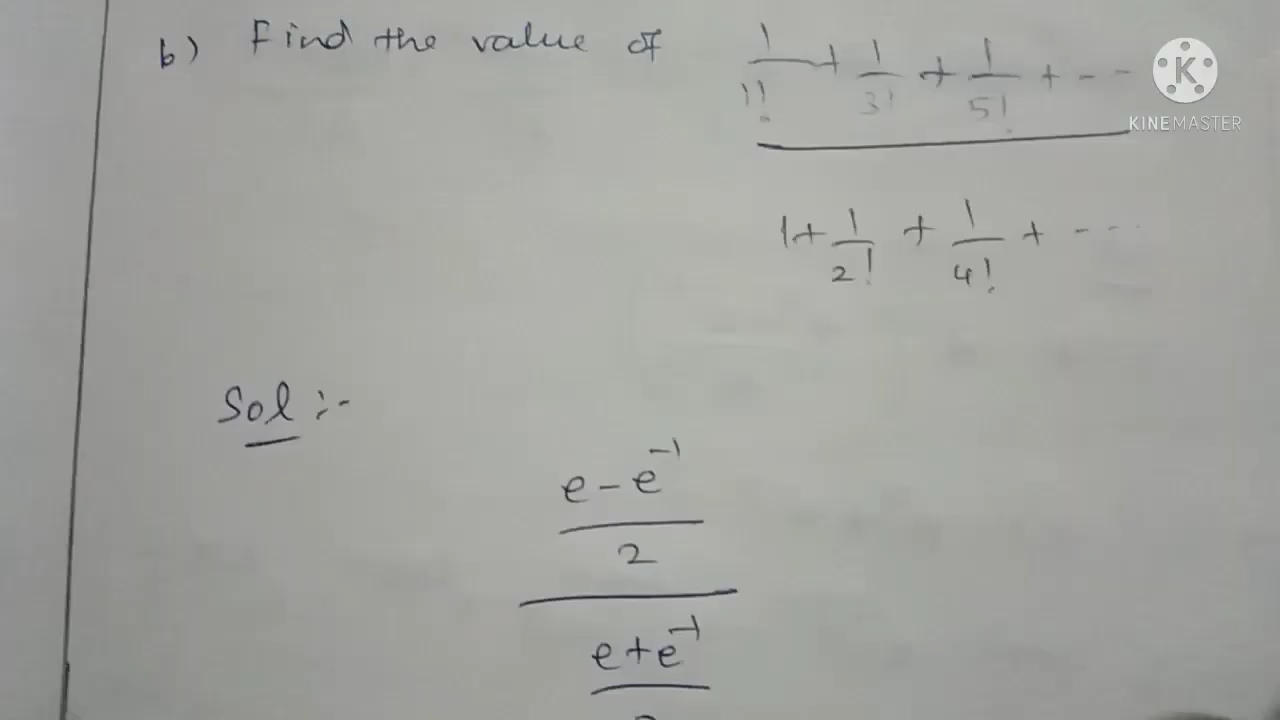 b) Find the value of 1/1! + 1/3! + 1/5! + ---
1 + 1/2! + 1/4! + ---
K
KINEMASTER
Sol :-
e - e^-1
2
e + e^-1